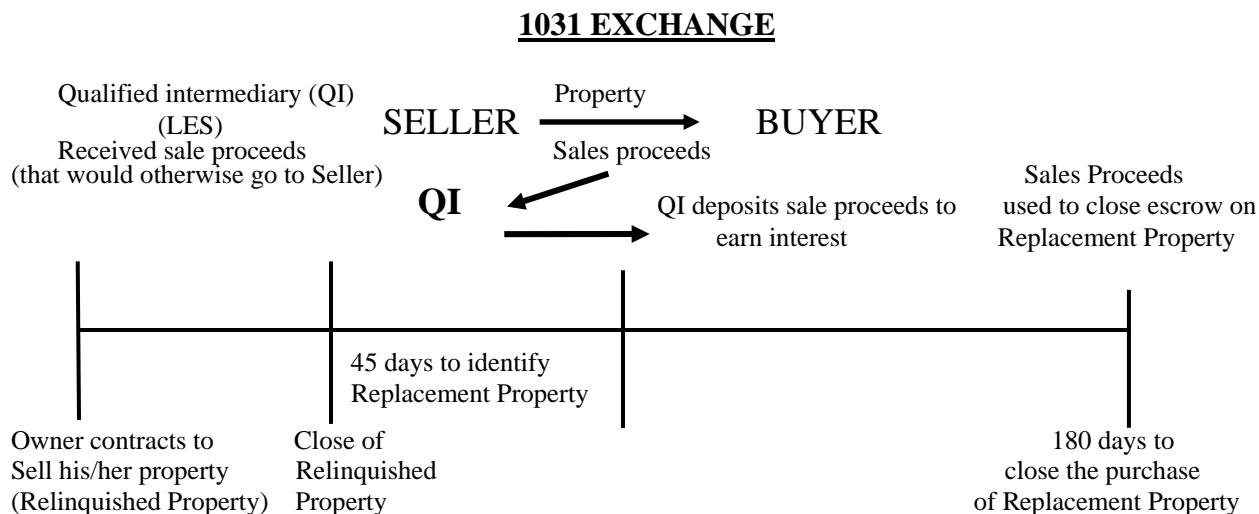 1031 EXCHANGE
Qualified intermediary (QI)
(LES)
Received sale proceeds
(that would otherwise go to Seller)
SELLER
Property
BUYER
Sales proceeds
QI
QI deposits sale proceeds to
earn interest
Sales Proceeds
used to close escrow on
Replacement Property
45 days to identify
Replacement Property
Owner contracts to
Sell his/her property
(Relinquished Property)
Close of
Relinquished
Property
180 days to
close the purchase
of Replacement Property